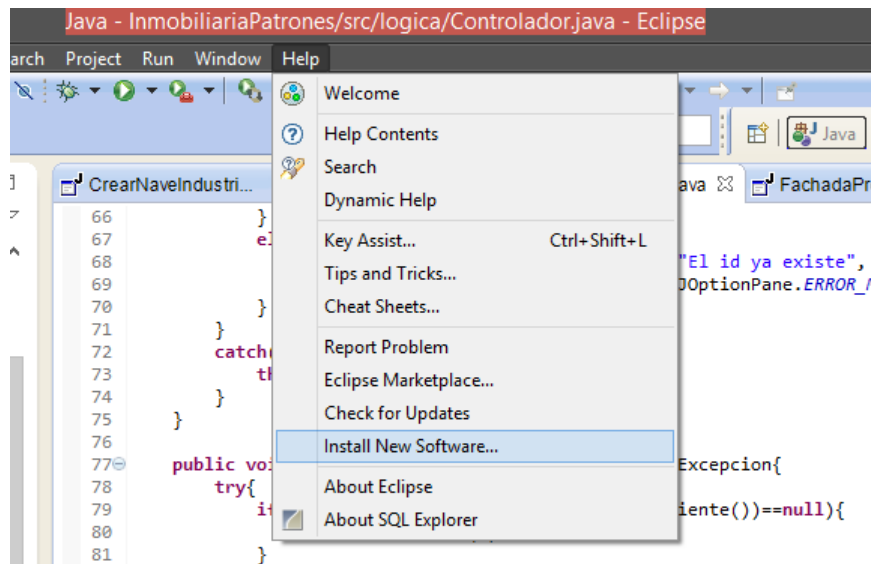 Java - InmobiliariaPatrones/src/logica/Controlador.java - Eclipse
arch Project Run Window Help
Java
CrearNaveIndustri... ava FachadaPr
Welcome
Help Contents
Search
Dynamic Help
Key Assist... Ctrl+Shift+L
Tips and Tricks...
Cheat Sheets...
Report Problem
Eclipse Marketplace...
Check for Updates
Install New Software...
About Eclipse
About SQL Explorer
66 }
67 el
68 "El id ya existe",
69 JOptionPane.ERROR_M
70 }
71 }
72 catch(
73 th
74 }
75 }
76
77 public voi Excepcion{
78 try{
79 if iente())==null){
80
81 }